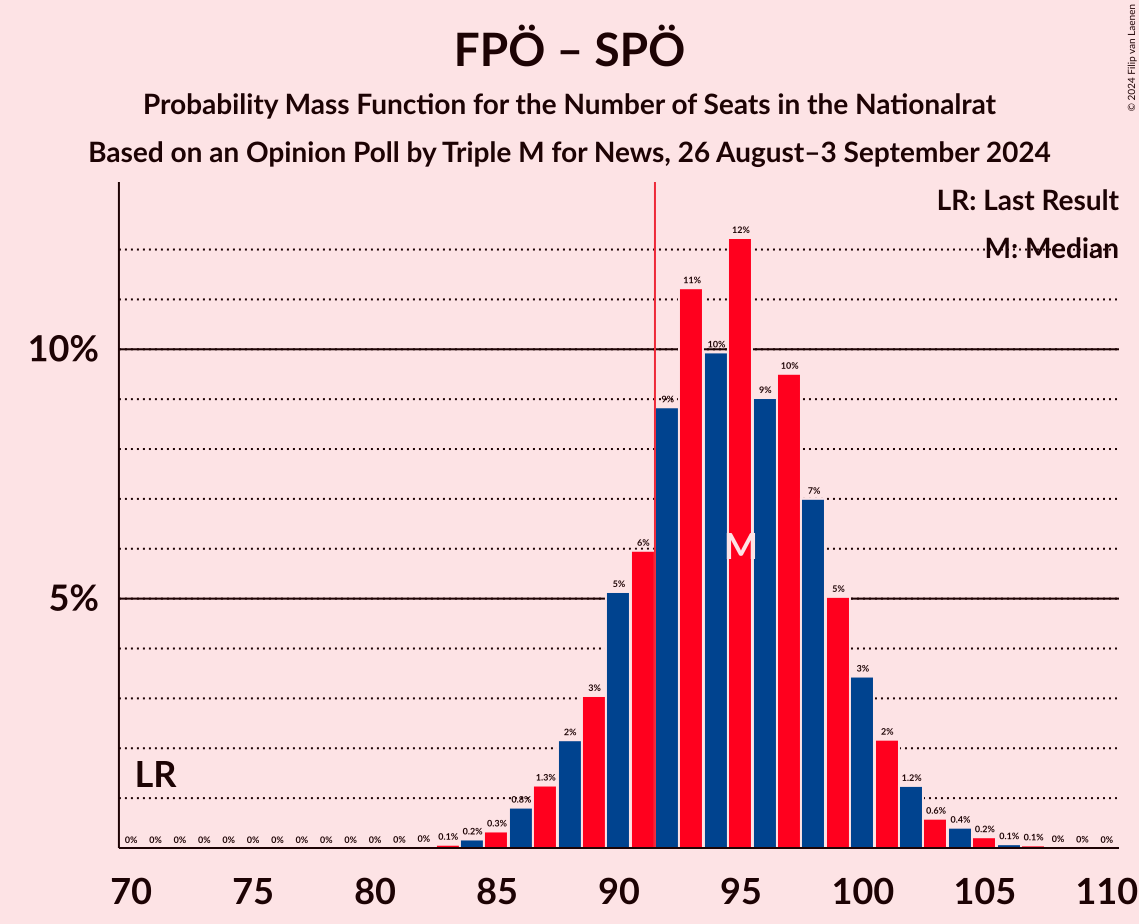 FPÖ – SPÖ
Probability Mass Function for the Number of Seats in the Nationalrat
Based on an Opinion Poll by Triple M for News, 26 August–3 September 2024
© 2024 Filip van Laenen
LR: Last Result
M: Median
10%
5%
0% 0% 0% 0% 0% 0% 0% 0% 0% 0% 0% 0% 0% 0.1% 0.2% 0.3% 0.8% 1.3% 2% 3% 5% 6% 9% 11% 10% 12% 9% 10% 7% 5% 3% 2% 1.2% 0.6% 0.4% 0.2% 0.1% 0.1% 0% 0% 0%
M
LR
70 75 80 85 90 95 100 105 110